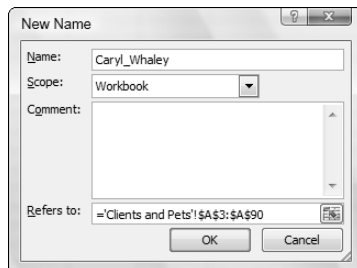 New Name
Name: Caryl_Whaley
Scope: Workbook
Comment:
Refers to: ='Clients and Pets'!$A$3:$A$90
OK Cancel